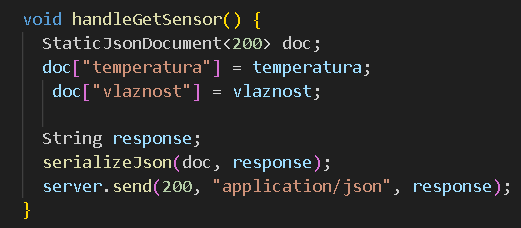 void handleGetSensor() {
StaticJsonDocument<200> doc;
doc["temperatura"] = temperatura;
doc["vlaznost"] = vlaznost;
String response;
serializeJson(doc, response);
server.send(200, "application/json", response);
}